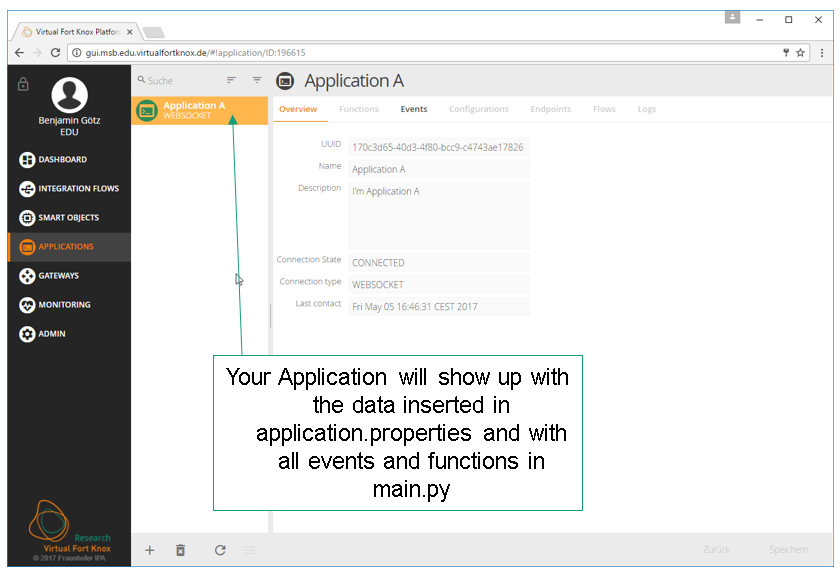 Virtual Fort Knox Platform
gui.msb.edu.virtualfortknox.de/#!application/ID:196615
Benjamin Götz
EDU
DASHBOARD
INTEGRATION FLOWS
SMART OBJECTS
APPLICATIONS
GATEWAYS
MONITORING
ADMIN
Research
Virtual Fort Knox
© 2017 Fraunhofer IPA
Suche
Application A
WEBSOCKET
Application A
Overview Functions Events Configurations Endpoints Flows Logs
UUID 170c3d65-40d3-4f80-bcc9-c4743ae17826
Name Application A
Description I'm Application A
Connection State CONNECTED
Connection type WEBSOCKET
Last contact Fri May 05 16:46:31 CEST 2017
Your Application will show up with
the data inserted in
application.properties and with
all events and functions in
main.py
Zurück Speichern